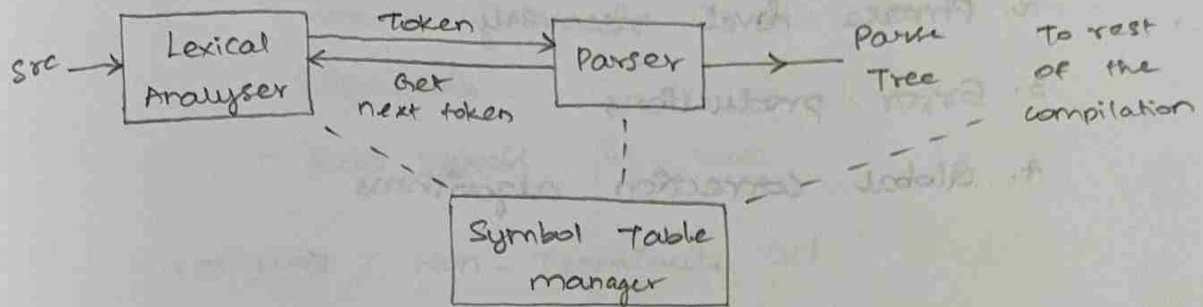 src
Lexical
Analyser
Token
Get
next token
Parser
Parse
Tree
To rest
of the
compilation
Symbol Table
manager